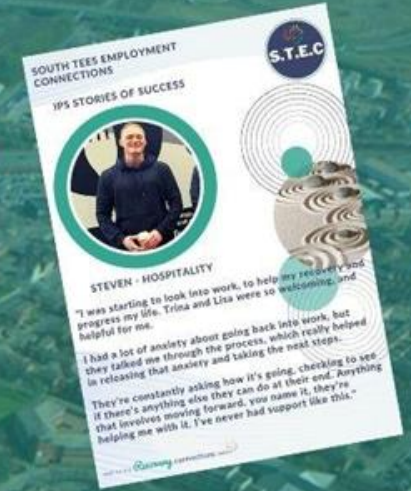 SOUTH TEES EMPLOYMENT
CONNECTIONS
S.T.E.C
IPS STORIES OF SUCCESS
STEVEN - HOSPITALITY
"I was starting to look into work, to help my recovery and
progress my life. Trina and Lisa were so welcoming, and
helpful for me.
I had a lot of anxiety about going back into work, but
they talked me through the process, which really helped
in releasing that anxiety and taking the next steps.
They're constantly asking how it's going, checking to see
if there's anything else they can do at their end. Anything
that involves moving forward, you name it, they're
helping me with it. I've never had support like this."
Recovery connections